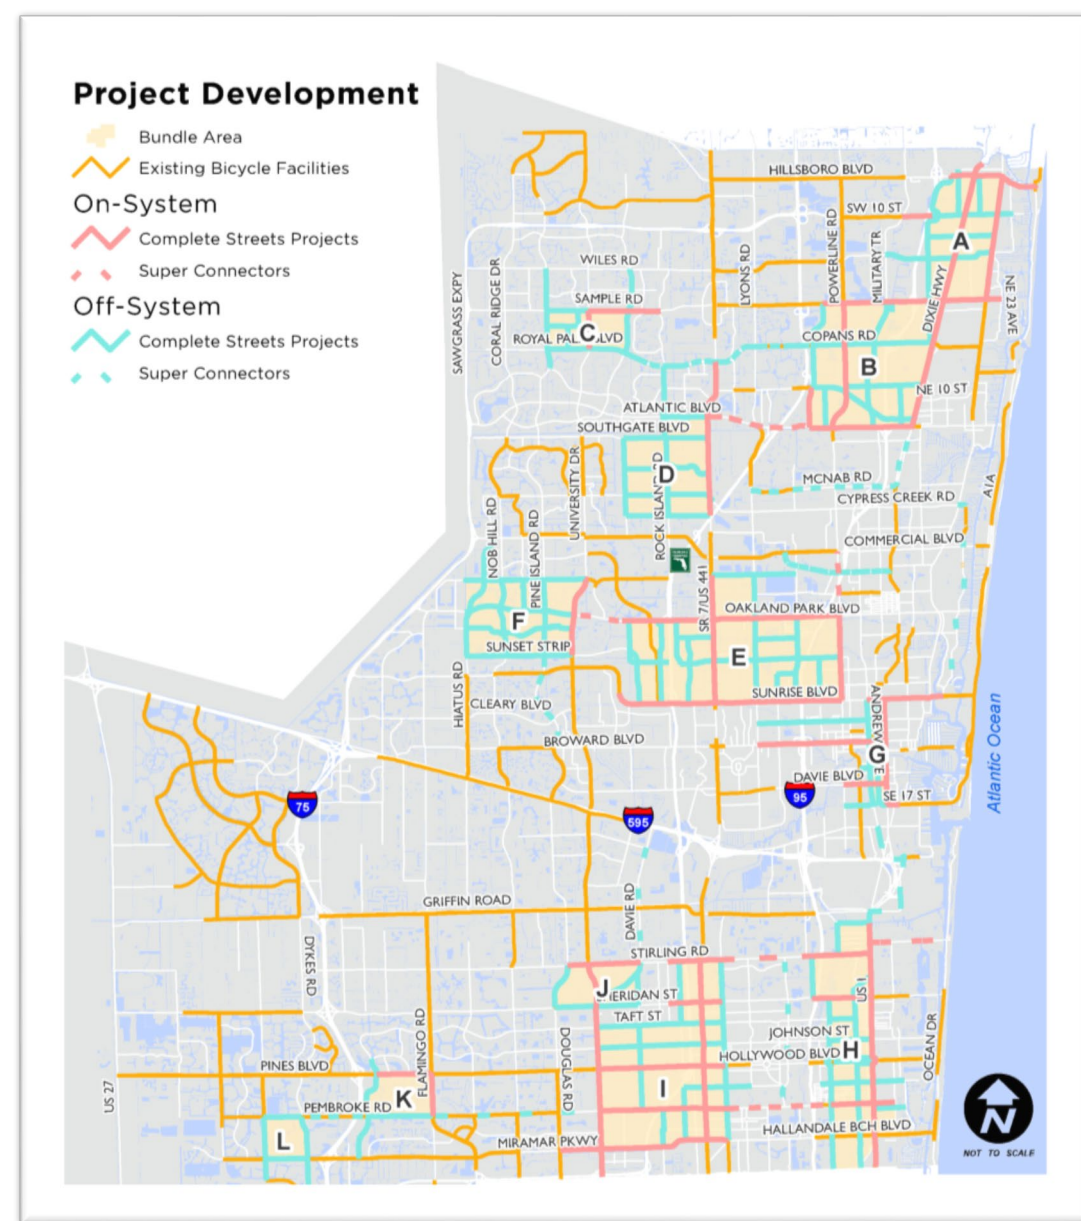 Project Development
Bundle Area
Existing Bicycle Facilities
On-System
Complete Streets Projects
Super Connectors
Off-System
Complete Streets Projects
Super Connectors
HILLSBORO BLVD
SW 10 ST
POWERLINE RD
MILITARY TR
A
LYONS RD
WILES RD
SAMPLE RD
SAWGRASS EXPY
CORAL RIDGE DR
DIXIE HWY
NE 23 AVE
ROYAL PAL
C
LVD
COPANS RD
B
NE 10 ST
ATLANTIC BLVD
SOUTHGATE BLVD
UNIVERSITY DR
ROCK ISLAND
D
MCNAB RD
CYPRESS CREEK RD
A1A
NOB HILL RD
PINE ISLAND RD
COMMERCIAL BLVD
SR 7/US 441
OAKLAND PARK BLVD
F
SUNSET STRIP
E
HIATUS RD
CLEARY BLVD
SUNRISE BLVD
ANDREW
BROWARD BLVD
G
E
DAVIE BLVD
SE 17 ST
Atlantic Ocean
75
595
95
GRIFFIN ROAD
DAVIE RD
STIRLING RD
DYKES RD
J
ERIDAN ST
US 1
TAFT ST
JOHNSON ST
HOLLYWOOD BLVD
H
OCEAN DR
FLAMINGO RD
DOUGLAS RD
PINES BLVD
US 27
K
I
PEMBROKE RD
L
MIRAMAR PKWY
HALLANDALE BCH BLVD
N
NOT TO SCALE